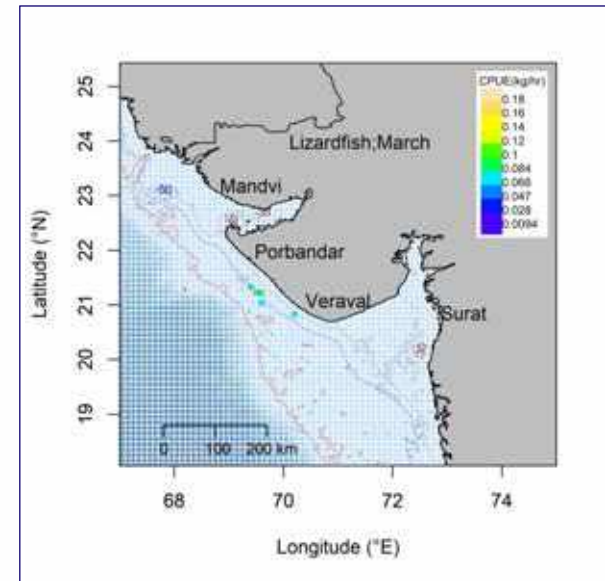 CPUE(kg/hr)
0.18
0.16
0.14
0.12
0.1
0.084
0.066
0.047
0.028
0.0094
Lizardfish;March
Mandvi
Porbandar
Veraval
Surat
25
24
23
22
21
20
19
Latitude (°N)
0 100 200 km
68 70 72 74
Longitude (°E)